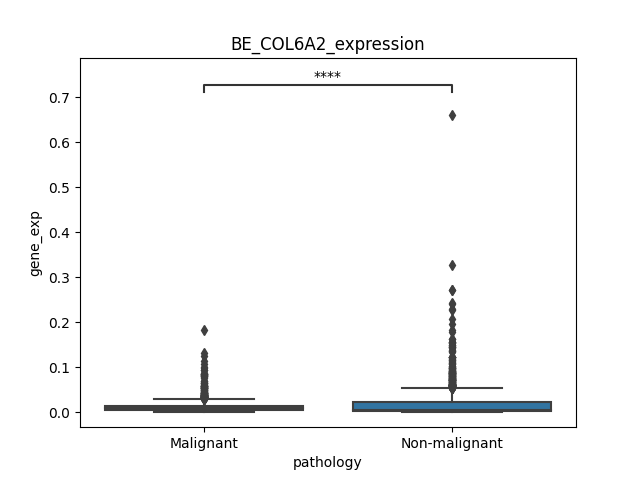 BE_COL6A2_expression
****
0.7
0.6
0.5
0.4
0.3
0.2
0.1
0.0
gene_exp
Malignant
Non-malignant
pathology